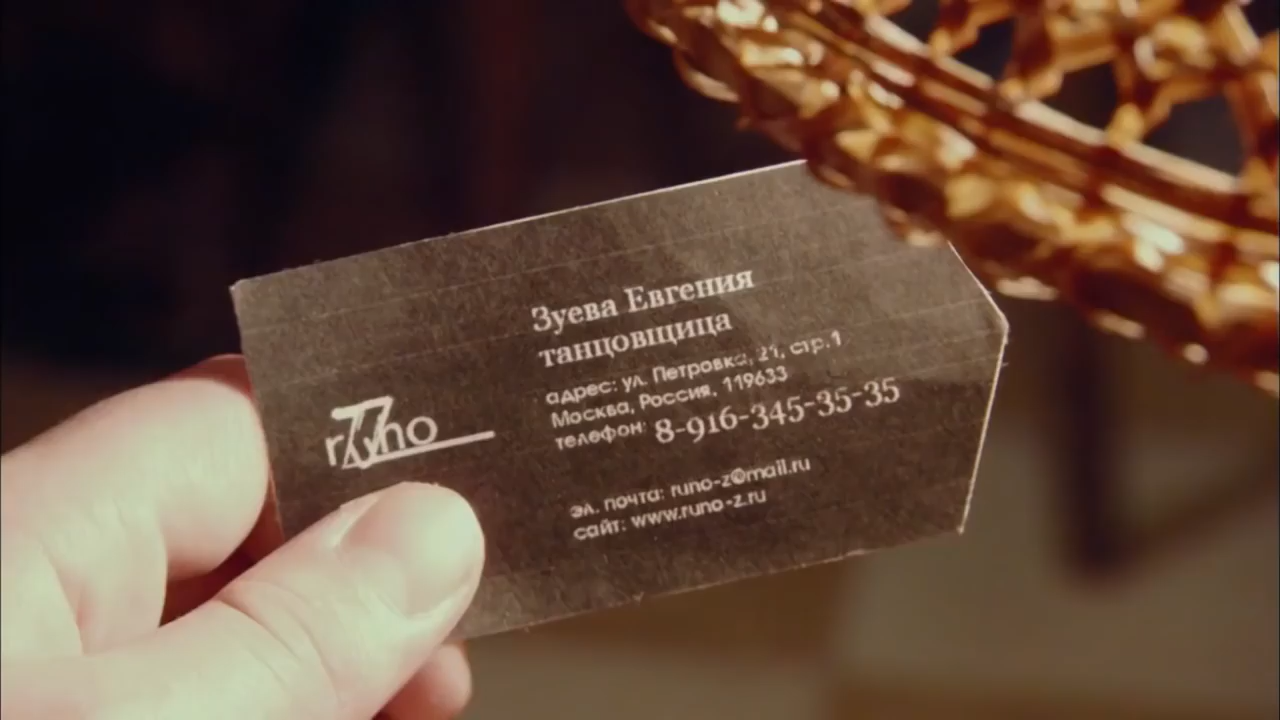 Зуева Евгения
танцовщица
адрес: ул. Петровка, 21, стр.1
Москва, Россия, 119633
телефон: 8-916-345-35-35
runo
эл. почта: runo-z@mail.ru
сайт: www.runo-z.ru